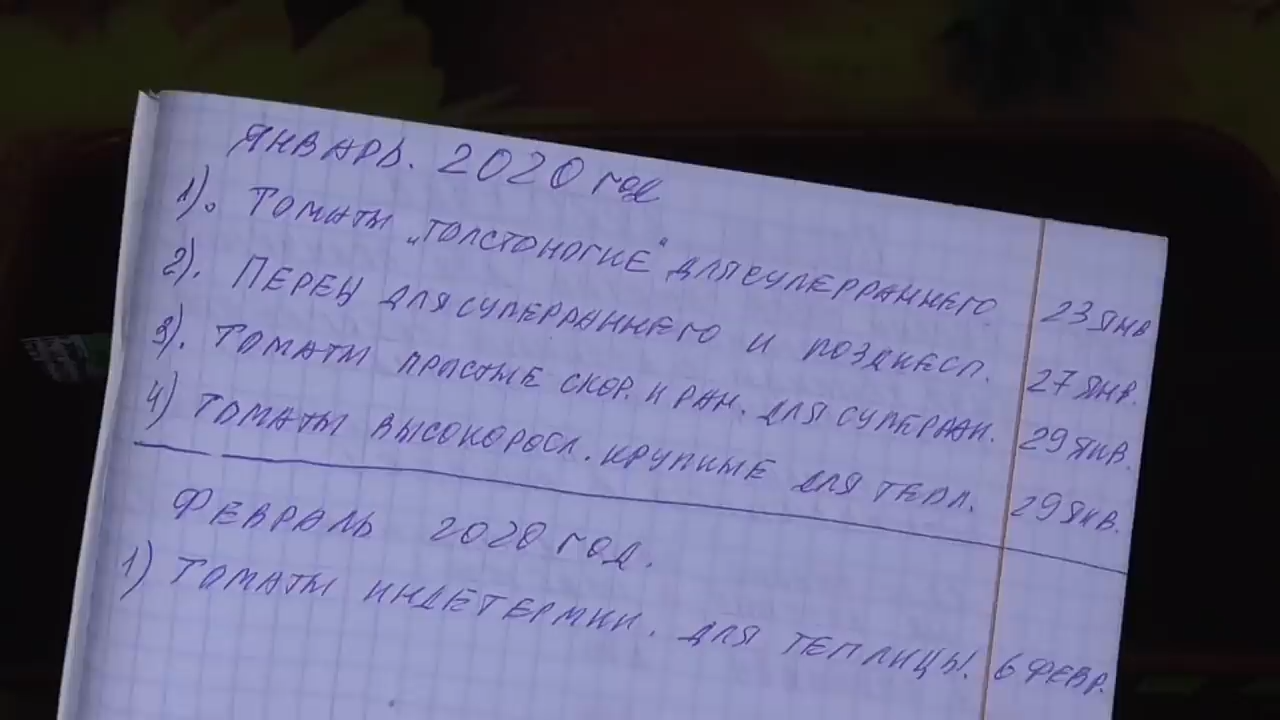 ЯНВАРЬ. 2020 год
1). ТОМАТЫ „ТОЛСТОНОГИЕ" ДЛЯ СУПЕРРАННЕГО. 23 ЯНВ
2). ПЕРЕЦ ДЛЯ СУПЕРРАННЕГО И ПОЗДНЕСП. 27 ЯНВ.
3). ТОМАТЫ ПРОСТЫЕ СКОР. И РАН. ДЛЯ СУПЕРРАН. 29 ЯНВ.
4) ТОМАТЫ ВЫСОКОРОСЛ. КРУПНЫЕ ДЛЯ ТЕПЛ. 29 ЯНВ.
ФЕВРАЛЬ 2020 год.
1) ТОМАТЫ ИНДЕТЕРМИН. ДЛЯ ТЕПЛИЦЫ. 6 ФЕВР.